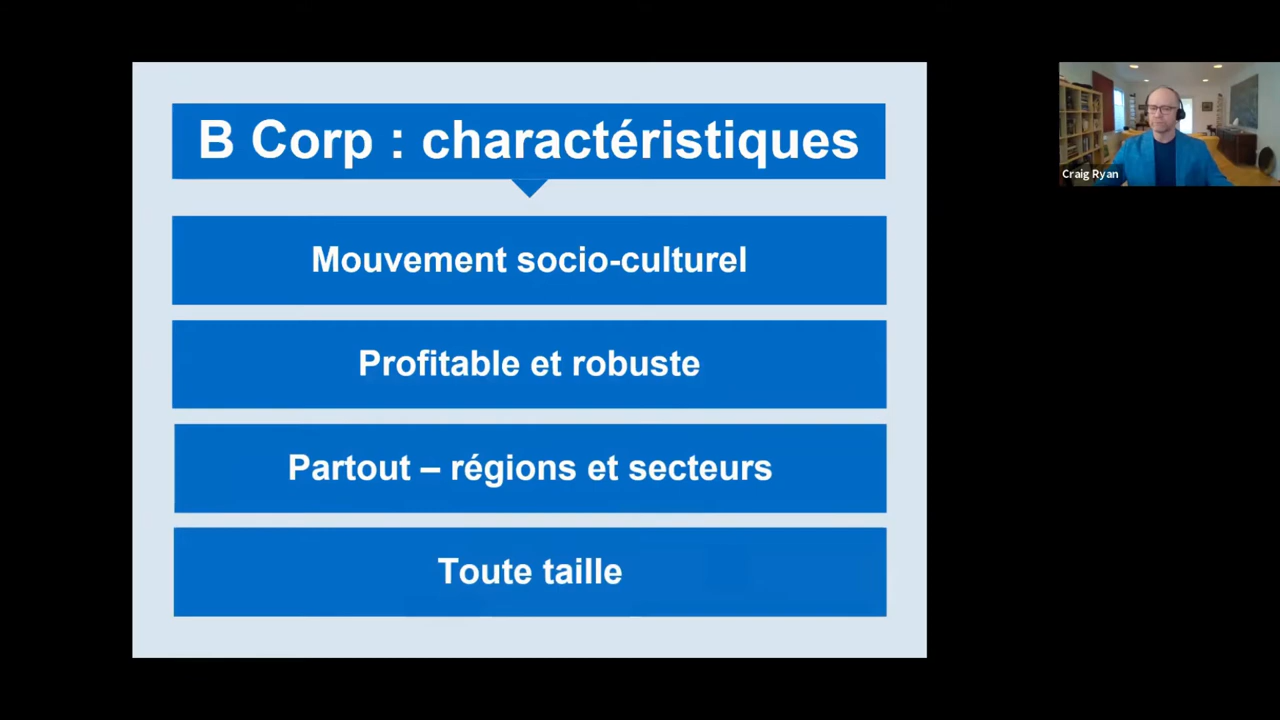 B Corp : charactéristiques
Mouvement socio-culturel
Profitable et robuste
Partout – régions et secteurs
Toute taille
Craig Ryan